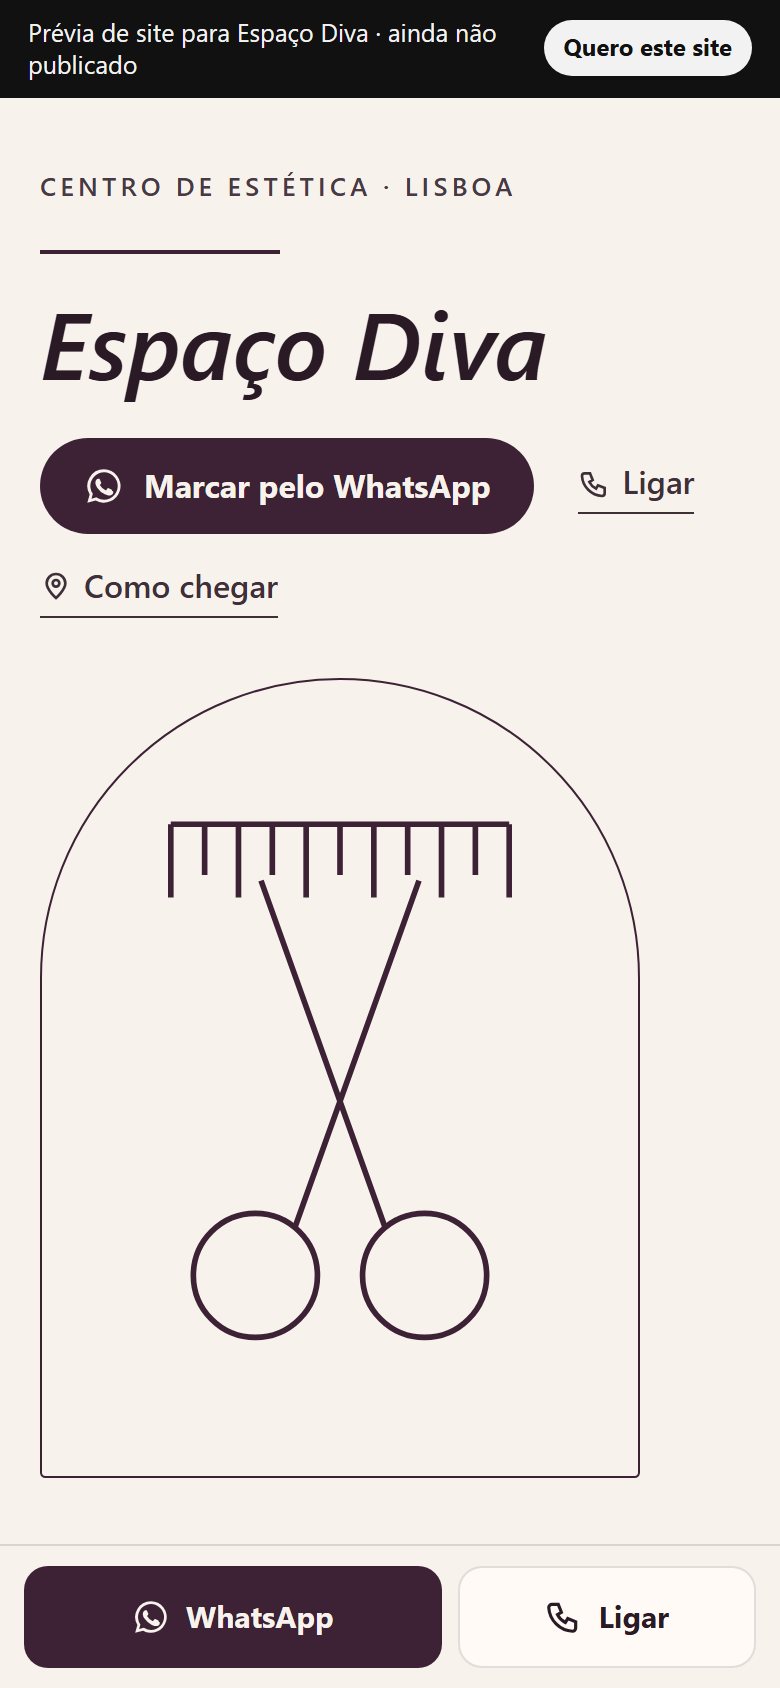 Prévia de site para Espaço Diva · ainda não
publicado
Quero este site
CENTRO DE ESTÉTICA · LISBOA
Espaço Diva
Marcar pelo WhatsApp
Ligar
Como chegar
WhatsApp
Ligar